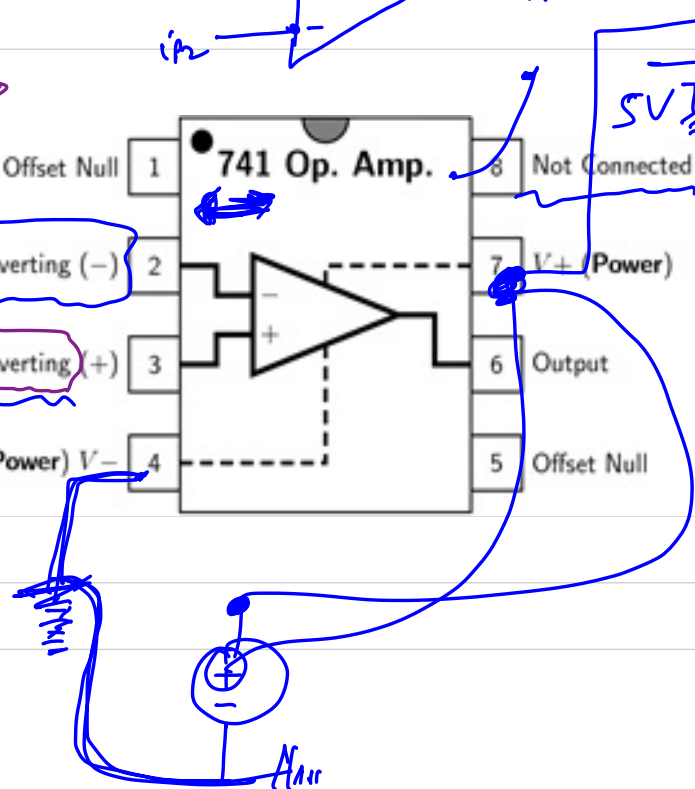 -
5V
741 Op. Amp.
Offset Null 1
8 Not Connected
verting (−) 2
7 V+ (Power)
−
+
verting (+) 3
6 Output
Power) V− 4
5 Offset Null
+
−